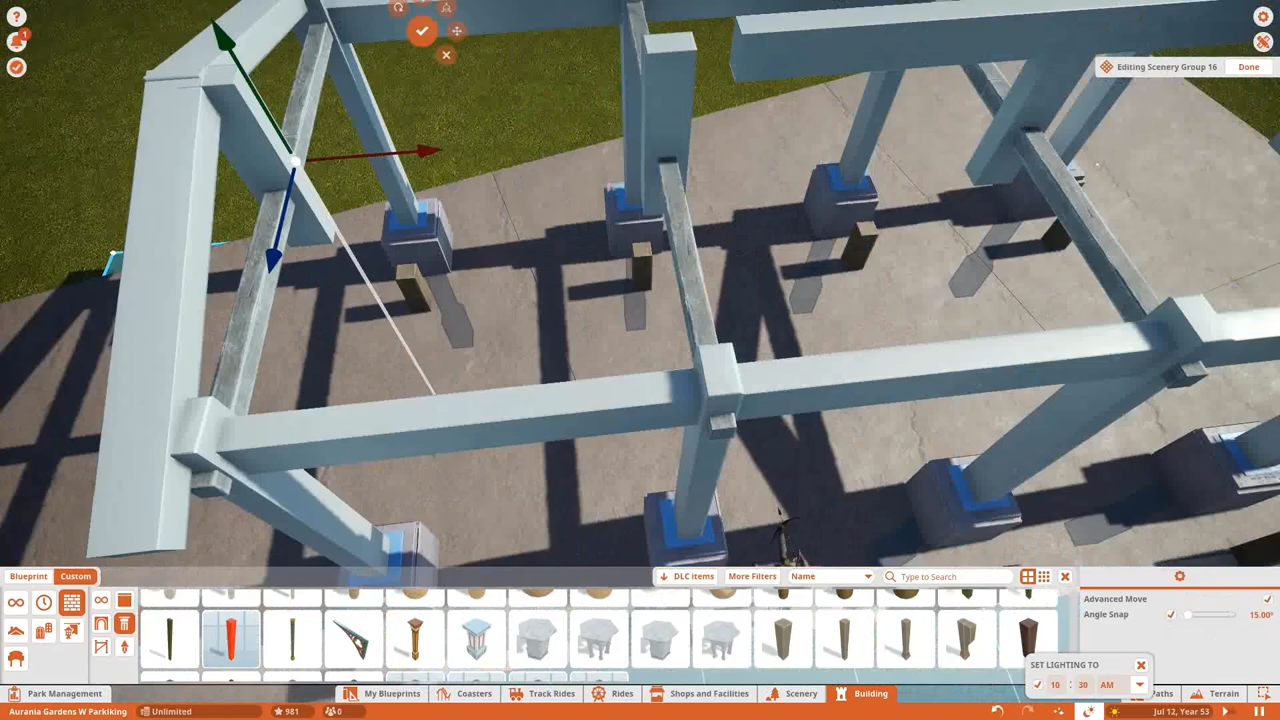 ?
1
Editing Scenery Group 16 Done
Blueprint Custom DLC items More Filters Name Type to Search
Advanced Move
Angle Snap 15.00°
SET LIGHTING TO
10 : 30 AM
Park Management My Blueprints Coasters Track Rides Rides Shops and Facilities Scenery Building Paths Terrain
Aurania Gardens W Parkiking Unlimited 981 0 Jul 12, Year 53